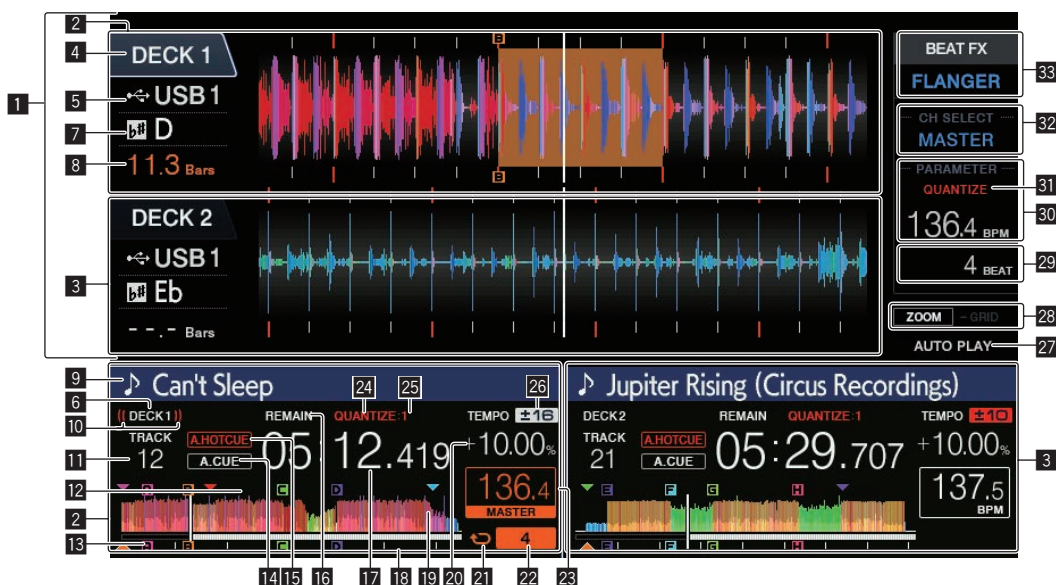 2
BEAT FX
FLANGER
33
4 DECK 1
B
5 USB 1
1
CH SELECT
MASTER
32
7 b# D
8 11.3 Bars
B
PARAMETER
QUANTIZE
31
136.4 BPM
30
DECK 2
USB 1
3
b# Eb
--.- Bars
4 BEAT
29
ZOOM -GRID
28
AUTO PLAY
27
9 ♪ Can't Sleep
♪ Jupiter Rising (Circus Recordings)
6
24 25 26
10 ((DECK1)) REMAIN QUANTIZE:1 TEMPO ±16
DECK2 REMAIN QUANTIZE:1 TEMPO ±10
11 TRACK 12 A.HOTCUE A.CUE 05:12.419 20 +10.00%
TRACK 21 A.HOTCUE A.CUE 05:29.707 +10.00%
3
12 B C D
136.4
MASTER
E F G H
137.5
BPM
2
13 B C D
4
E F G H
14 15 16 17 18 19 20 21 22 23